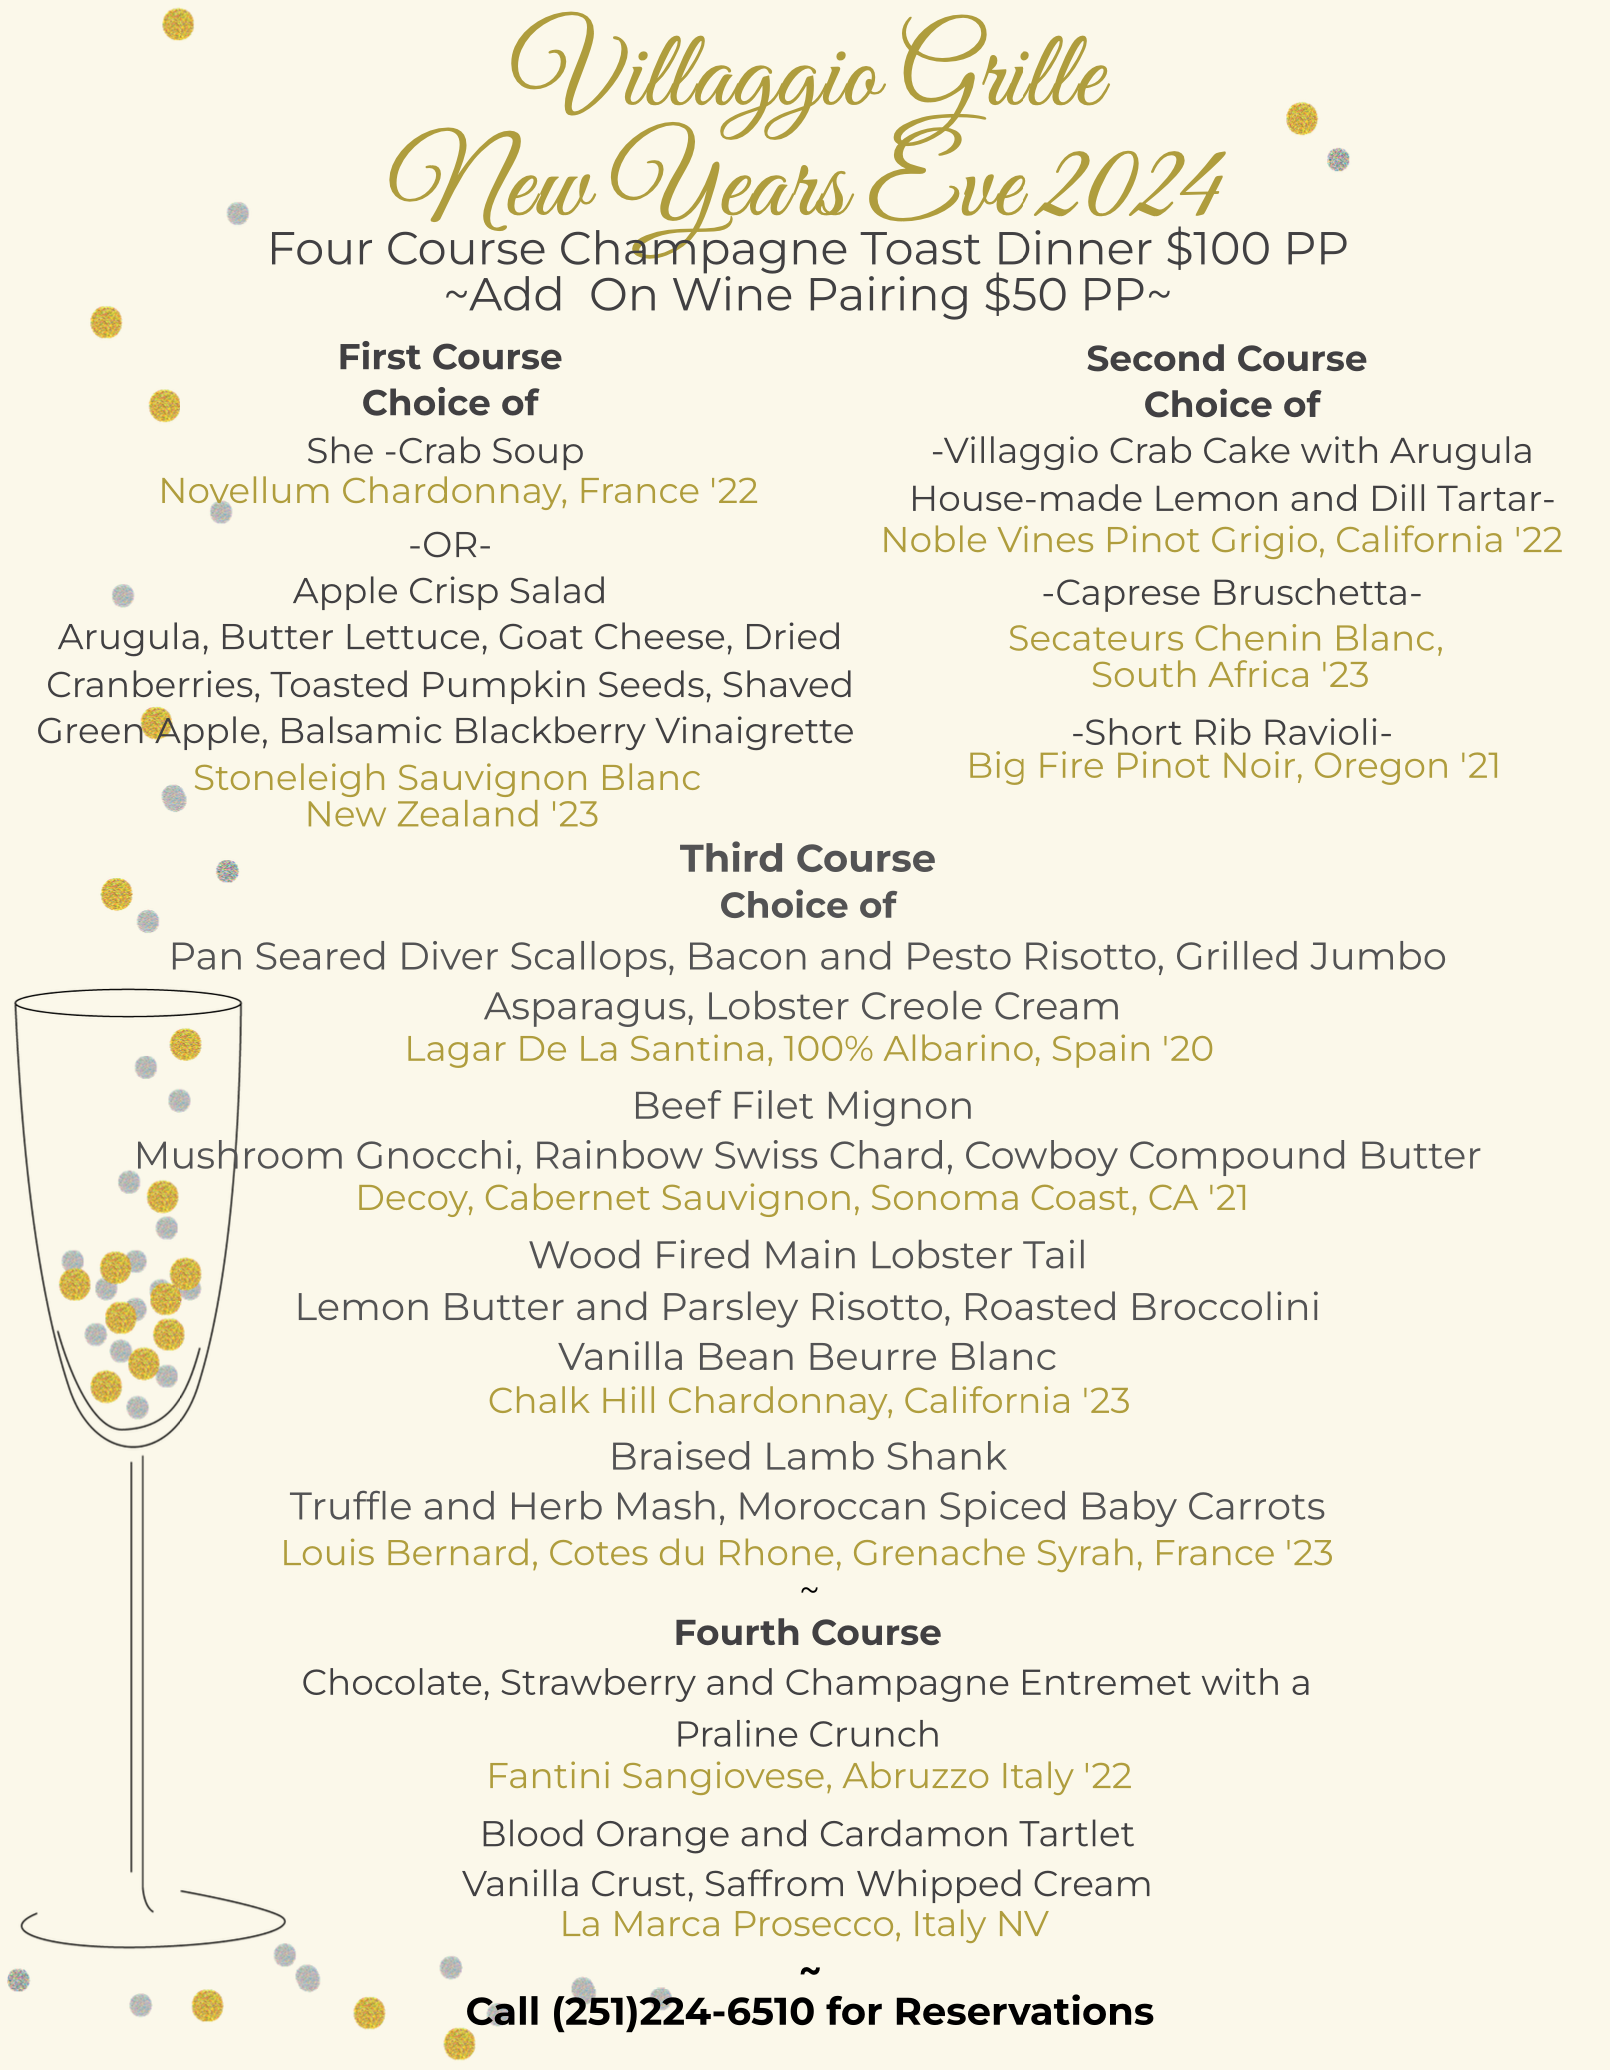 Villaggio Grille
New Years Eve 2024
Four Course Champagne Toast Dinner $100 PP
~Add On Wine Pairing $50 PP~
First Course
Choice of
She -Crab Soup
Novellum Chardonnay, France '22
-OR-
Apple Crisp Salad
Arugula, Butter Lettuce, Goat Cheese, Dried
Cranberries, Toasted Pumpkin Seeds, Shaved
Green Apple, Balsamic Blackberry Vinaigrette
Stoneleigh Sauvignon Blanc
New Zealand '23
Second Course
Choice of
-Villaggio Crab Cake with Arugula
House-made Lemon and Dill Tartar-
Noble Vines Pinot Grigio, California '22
-Caprese Bruschetta-
Secateurs Chenin Blanc,
South Africa '23
-Short Rib Ravioli-
Big Fire Pinot Noir, Oregon '21
Third Course
Choice of
Pan Seared Diver Scallops, Bacon and Pesto Risotto, Grilled Jumbo
Asparagus, Lobster Creole Cream
Lagar De La Santina, 100% Albarino, Spain '20
Beef Filet Mignon
Mushroom Gnocchi, Rainbow Swiss Chard, Cowboy Compound Butter
Decoy, Cabernet Sauvignon, Sonoma Coast, CA '21
Wood Fired Main Lobster Tail
Lemon Butter and Parsley Risotto, Roasted Broccolini
Vanilla Bean Beurre Blanc
Chalk Hill Chardonnay, California '23
Braised Lamb Shank
Truffle and Herb Mash, Moroccan Spiced Baby Carrots
Louis Bernard, Cotes du Rhone, Grenache Syrah, France '23
~
Fourth Course
Chocolate, Strawberry and Champagne Entremet with a
Praline Crunch
Fantini Sangiovese, Abruzzo Italy '22
Blood Orange and Cardamon Tartlet
Vanilla Crust, Saffrom Whipped Cream
La Marca Prosecco, Italy NV
~
Call (251)224-6510 for Reservations